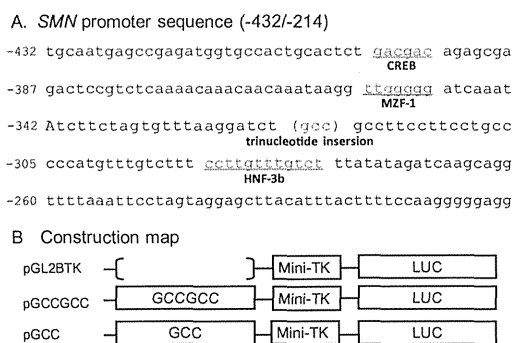 A. SMN promoter sequence (-432/-214)
-432 tgcaatgagccgagatggtgccactgcactct gacgac agagcga
CREB
-387 gactccgtctcaaaacaaacaacaaataagg ttgggg atcaaat
MZF-1
-342 Atcttctagtgtttaaggatct (gcc) gccttccttcctgcc
trinucleotide insersion
-305 cccatgtttgtcttt ccttgtttgtct ttatatagatcaagcagg
HNF-3b
-260 ttttaaattcctagtaggagcttacatttacttttccaagggggagg
B Construction map
pGL2BTK Mini-TK LUC
pGCCGCC GCCGCC Mini-TK LUC
pGCC GCC Mini-TK LUC